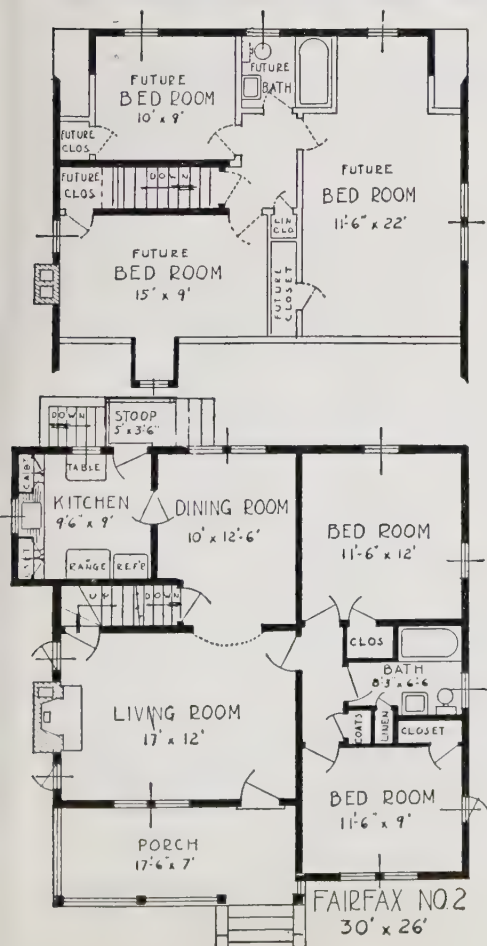 FUTURE
BED ROOM
10' x 9'
FUTURE
BATH
FUTURE
CLOS
FUTURE
CLOS
DOWN
FUTURE
BED ROOM
11'-6" x 22'
LIN
CLO
FUTURE
CLOSET
FUTURE
BED ROOM
15' x 9'
DOWN
STOOP
5' x 3'6"
TABLE
CAB'T
KITCHEN
9'6" x 9'
DINING ROOM
10' x 12'-6"
BED ROOM
11'-6" x 12'
RANGE
REF'R
UP
DOWN
CLOS
BATH
8'-3" x 6'-6
LIVING ROOM
17' x 12'
COATS
LINEN
CLOSET
BED ROOM
11'-6" x 9'
PORCH
17'-6" x 7'
FAIRFAX NO. 2
30' x 26'